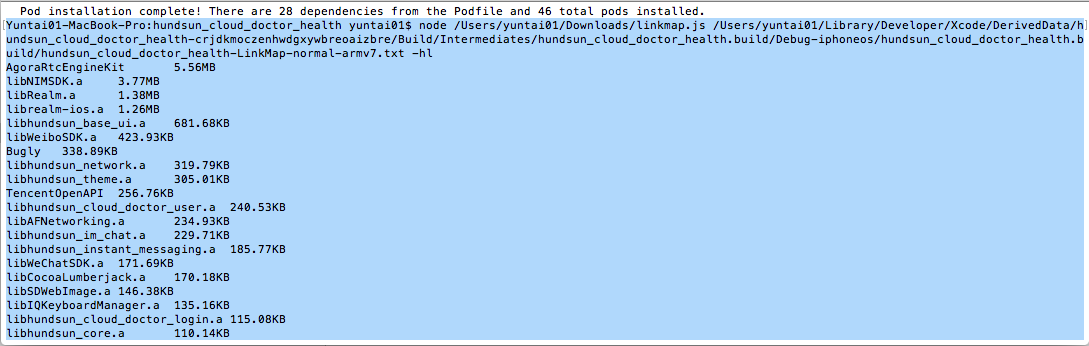 Pod installation complete! There are 28 dependencies from the Podfile and 46 total pods installed.
Yuntai01-MacBook-Pro:hundsun_cloud_doctor_health yuntai01$ node /Users/yuntai01/Downloads/linkmap.js /Users/yuntai01/Library/Developer/Xcode/DerivedData/h
undsun_cloud_doctor_health-crjdkmoczenhwdgxywbreoaizbre/Build/Intermediates/hundsun_cloud_doctor_health.build/Debug-iphoneos/hundsun_cloud_doctor_health.b
uild/hundsun_cloud_doctor_health-LinkMap-normal-armv7.txt -hl
AgoraRtcEngineKit 5.56MB
libNIMSDK.a 3.77MB
libRealm.a 1.38MB
librealm-ios.a 1.26MB
libhundsun_base_ui.a 681.68KB
libWeiboSDK.a 423.93KB
Bugly 338.89KB
libhundsun_network.a 319.79KB
libhundsun_theme.a 305.01KB
TencentOpenAPI 256.76KB
libhundsun_cloud_doctor_user.a 240.53KB
libAFNetworking.a 234.93KB
libhundsun_im_chat.a 229.71KB
libhundsun_instant_messaging.a 185.77KB
libWeChatSDK.a 171.69KB
libCocoaLumberjack.a 170.18KB
libSDWebImage.a 146.38KB
libIQKeyboardManager.a 135.16KB
libhundsun_cloud_doctor_login.a 115.08KB
libhundsun_core.a 110.14KB